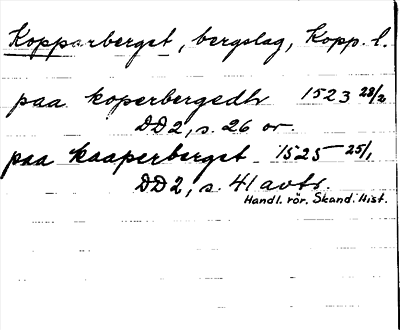 Kopparberget, bergslag, Kopp. l.
paa koperbergedh 1523 28/2
DD2, s. 26 or.
paa kaaperberget 1525 25/1
DD2, s. 41 avtr.
Handl. rör. Skand. Hist.